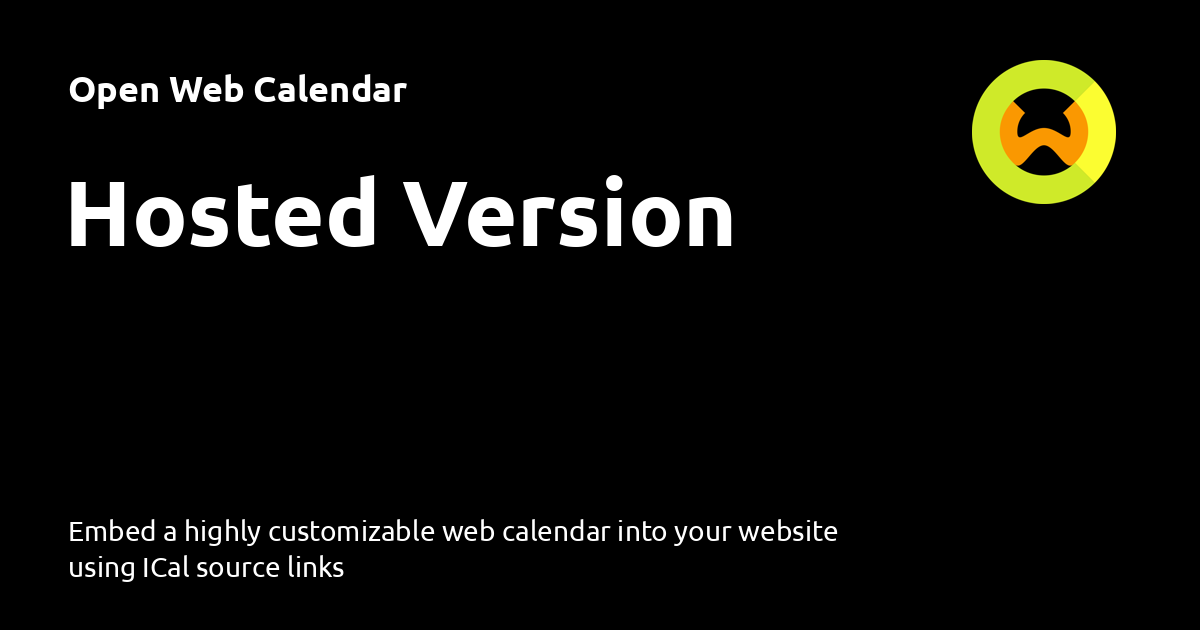 Open Web Calendar
Hosted Version
Embed a highly customizable web calendar into your website
using ICal source links